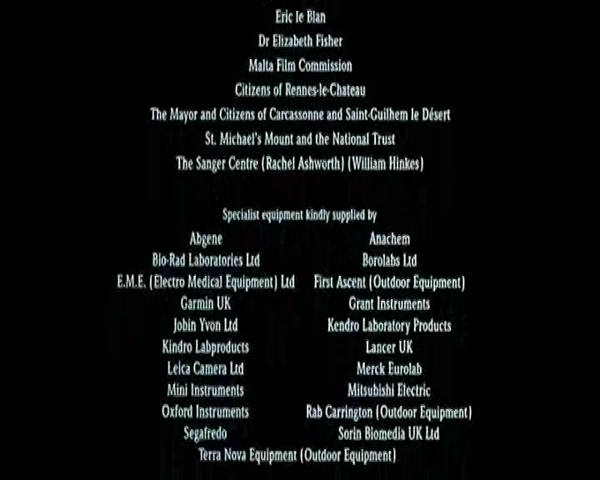 Eric le Blan
Dr Elizabeth Fisher
Malta Film Commission
Citizens of Rennes-le-Chateau
The Mayor and Citizens of Carcassonne and Saint-Guilhem le Désert
St. Michael's Mount and the National Trust
The Sanger Centre (Rachel Ashworth) (William Hinkes)
Specialist equipment kindly supplied by
Abgene Anachem
Bio-Rad Laboratories Ltd Borolabs Ltd
E.M.E. (Electro Medical Equipment) Ltd First Ascent (Outdoor Equipment)
Garmin UK Grant Instruments
Jobin Yvon Ltd Kendro Laboratory Products
Kindro Labproducts Lancer UK
Leica Camera Ltd Merck Eurolab
Mini Instruments Mitsubishi Electric
Oxford Instruments Rab Carrington (Outdoor Equipment)
Segafredo Sorin Biomedia UK Ltd
Terra Nova Equipment (Outdoor Equipment)